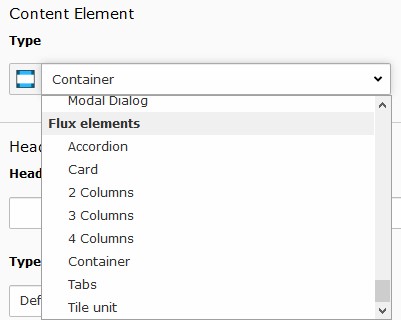 Content Element
Type
Container
Modal Dialog
Flux elements
Accordion
Head
Card
Head
2 Columns
3 Columns
4 Columns
Type
Container
Tabs
Def
Tile unit